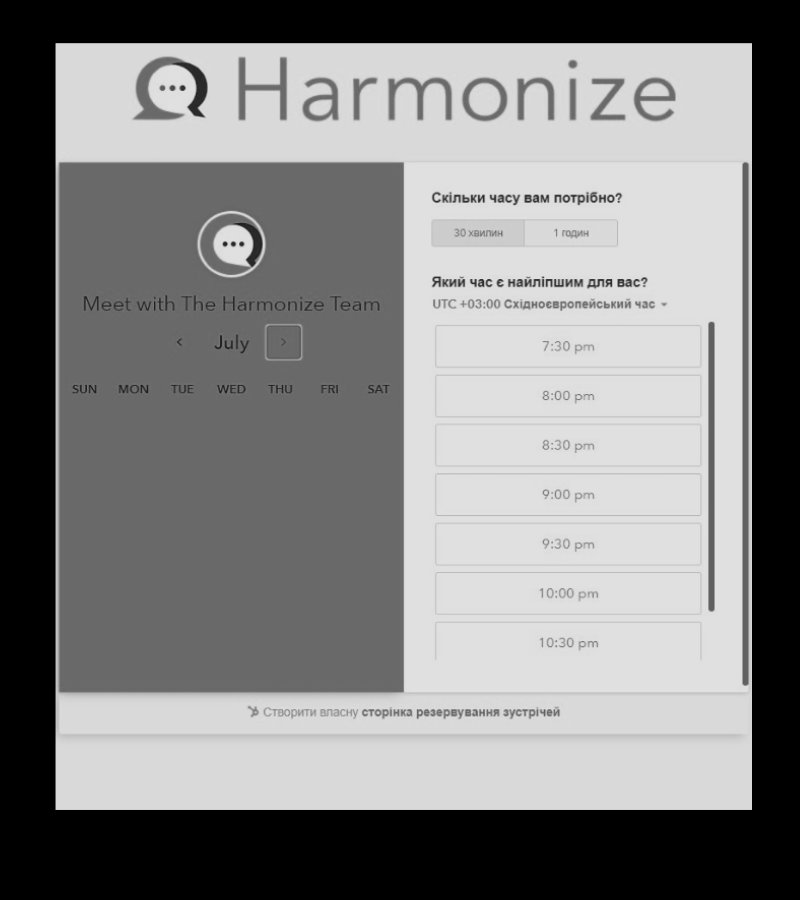 Harmonize
Meet with The Harmonize Team
July
SUN MON TUE WED THU FRI SAT
Скільки часу вам потрібно?
30 хвилин 1 годин
Який час є найліпшим для вас?
UTC +03:00 Східноєвропейський час
7:30 pm
8:00 pm
8:30 pm
9:00 pm
9:30 pm
10:00 pm
10:30 pm
Створити власну сторінка резервування зустрічей